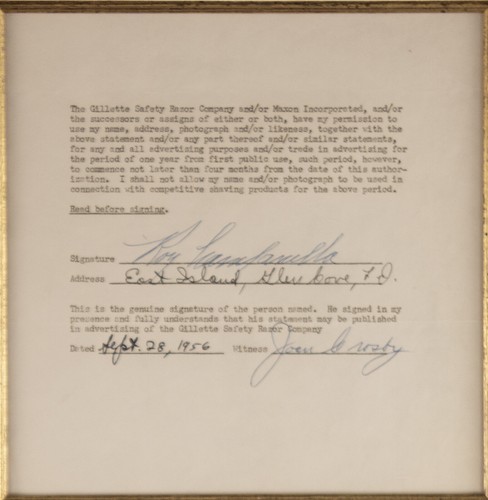 The Gillette Safety Razor Company and/or Maxon Incorporated, and/or
the successors or assigns of either or both, have my permission to
use my name, address, photograph and/or likeness, together with the
above statement and/or any part thereof and/or similar statements,
for any and all advertising purposes and/or trade in advertising for
the period of one year from first public use, such period, however,
to commence not later than four months from the date of this author-
ization. I shall not allow my name and/or photograph to be used in
connection with competitive shaving products for the above period.
Read before signing.
Signature Roy Campanella
Address East Island, Glen Cove,
This is the genuine signature of the person named. He signed in my
presence and fully understands that his statement may be published
in advertising of the Gillette Safety Razor Company
Dated Sept. 28, 1956 Witness Joan Crosby